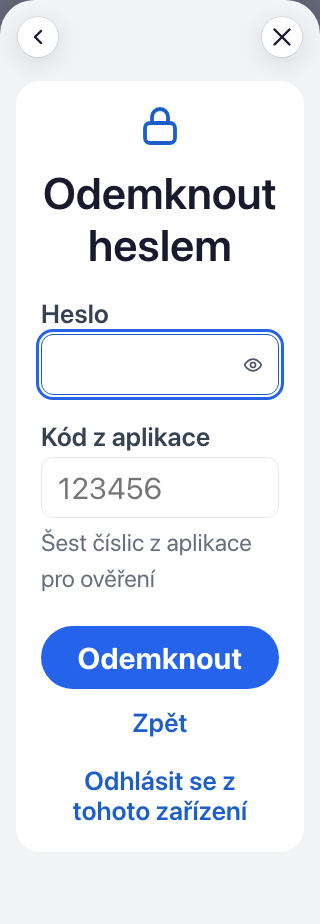 Odemknout
heslem
Heslo
Kód z aplikace
123456
Šest číslic z aplikace
pro ověření
Odemknout
Zpět
Odhlásit se z
tohoto zařízení